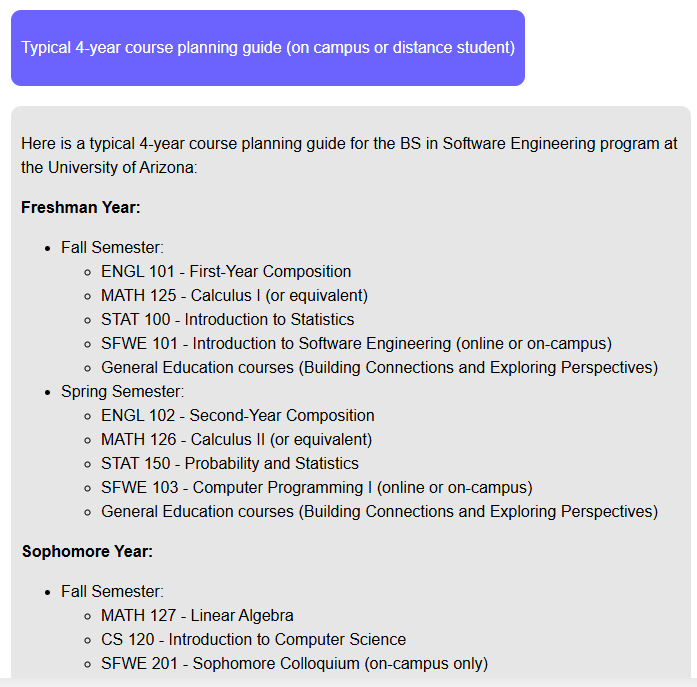 Typical 4-year course planning guide (on campus or distance student)
Here is a typical 4-year course planning guide for the BS in Software Engineering program at
the University of Arizona:
Freshman Year:
Fall Semester:
ENGL 101 - First-Year Composition
MATH 125 - Calculus I (or equivalent)
STAT 100 - Introduction to Statistics
SFWE 101 - Introduction to Software Engineering (online or on-campus)
General Education courses (Building Connections and Exploring Perspectives)
Spring Semester:
ENGL 102 - Second-Year Composition
MATH 126 - Calculus II (or equivalent)
STAT 150 - Probability and Statistics
SFWE 103 - Computer Programming I (online or on-campus)
General Education courses (Building Connections and Exploring Perspectives)
Sophomore Year:
Fall Semester:
MATH 127 - Linear Algebra
CS 120 - Introduction to Computer Science
SFWE 201 - Sophomore Colloquium (on-campus only)